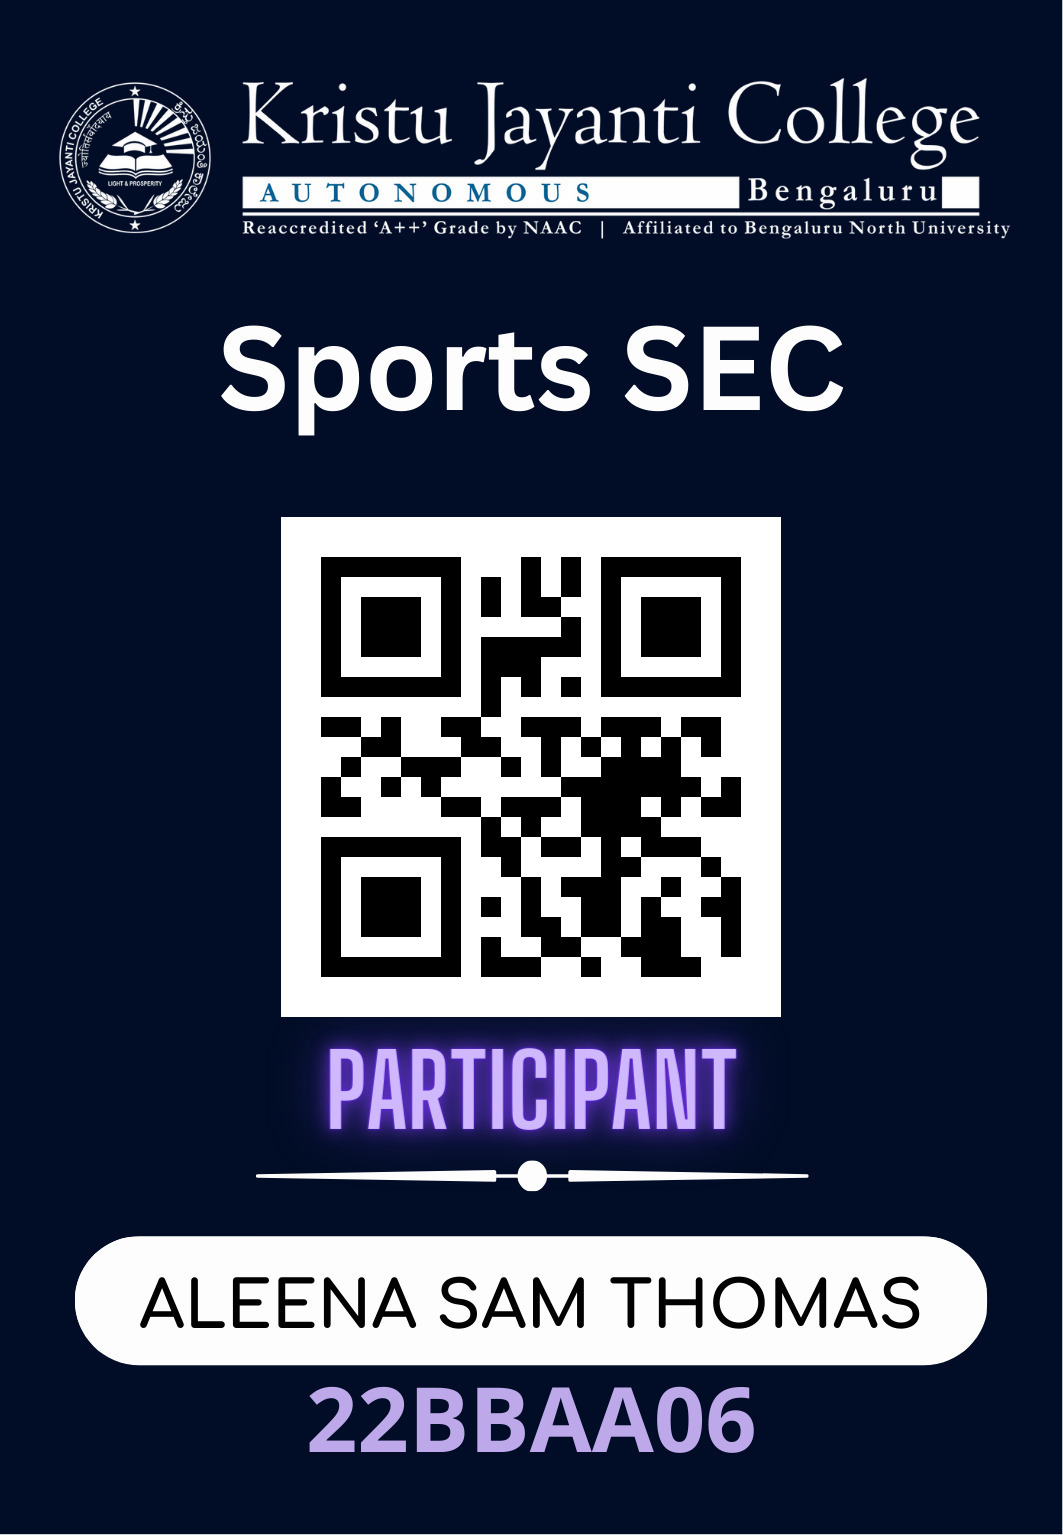 Kristu Jayanti College
AUTONOMOUS Bengaluru
Reaccredited ‘A++’ Grade by NAAC | Affiliated to Bengaluru North University
KRISTU JAYANTI COLLEGE
ಕ್ರಿಸ್ತು ಜಯಂತಿ ಕಾಲೇಜು
LIGHT & PROSPERITY
Sports SEC
PARTICIPANT
ALEENA SAM THOMAS
22BBAA06